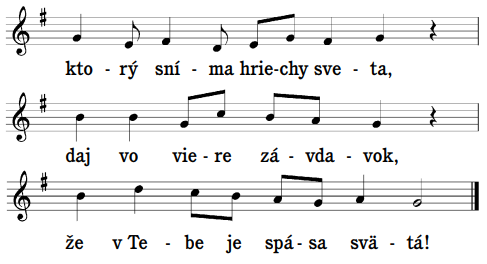 kto - rý sní - ma hrie-chy sve - ta,
daj vo vie - re zá - vda - vok,
že v Te - be je spá - sa svä - tá!